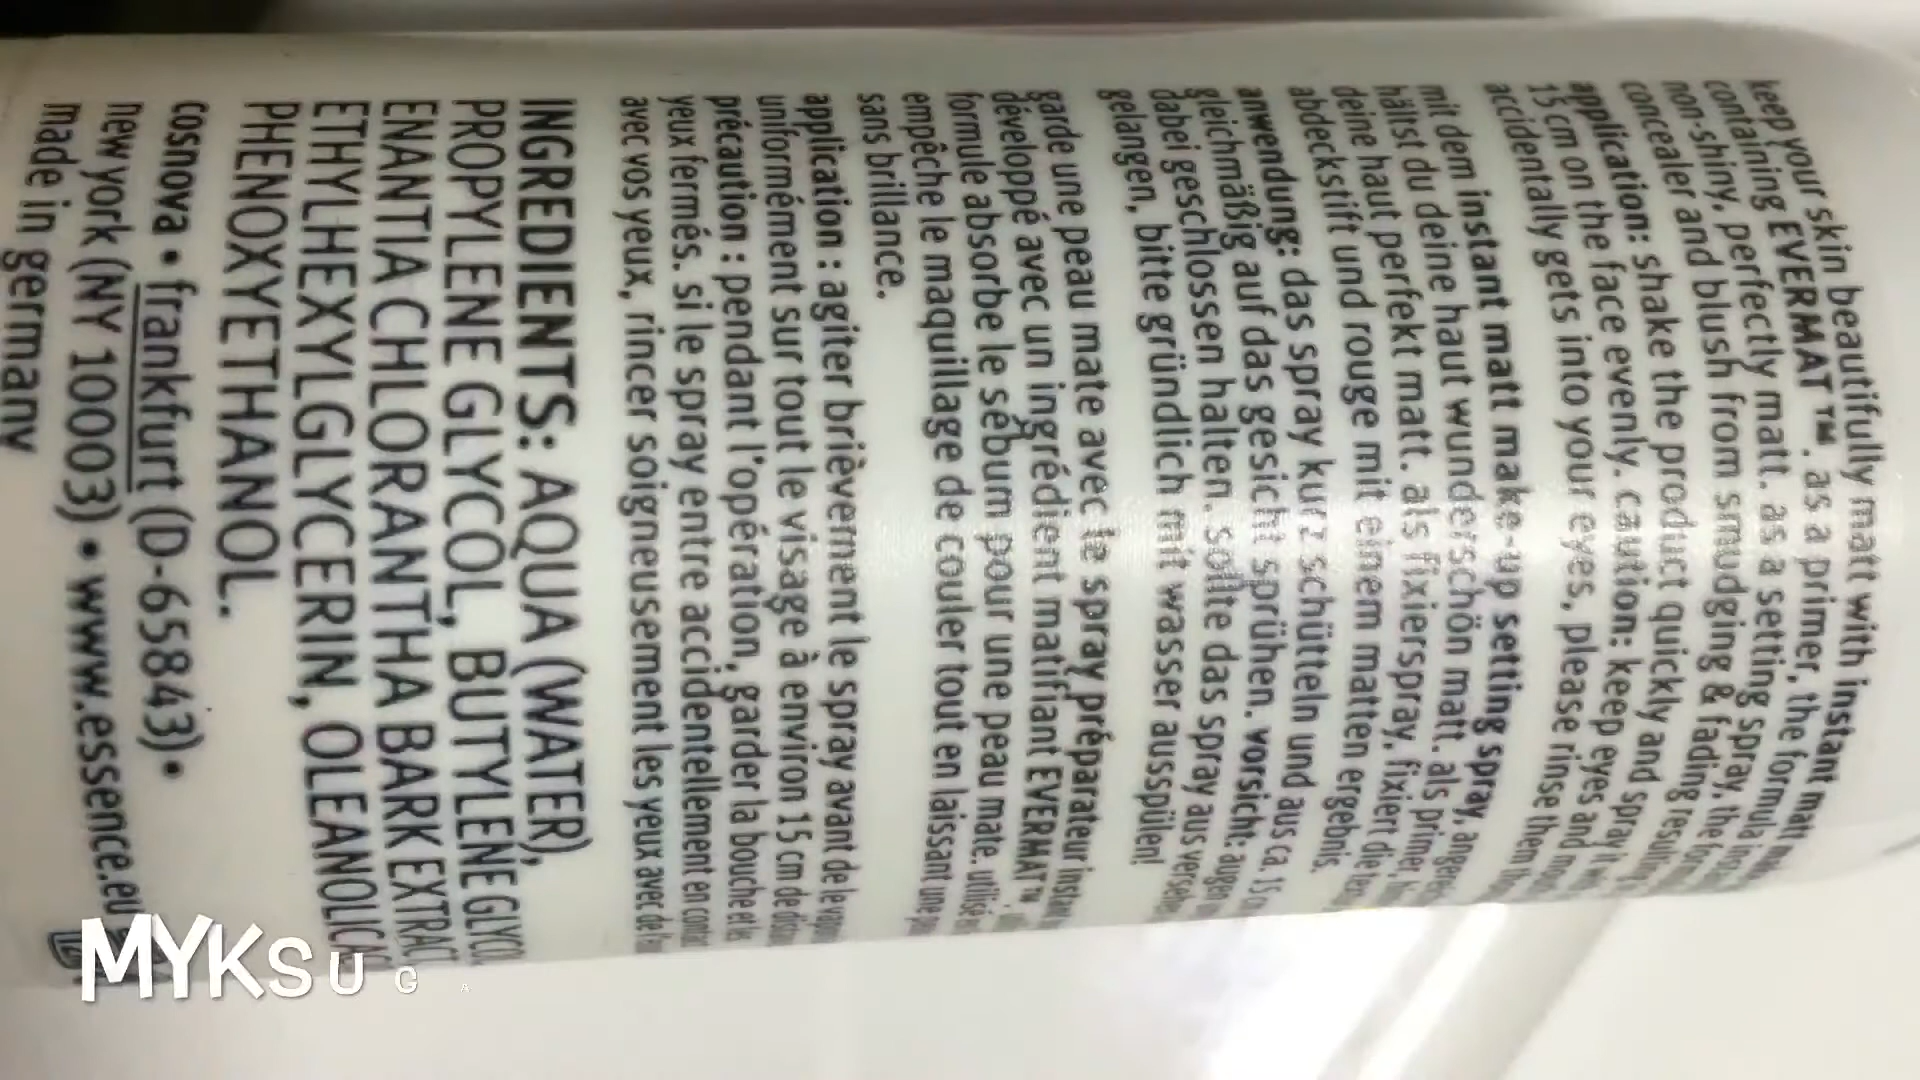 keep your skin beautifully matt with instant matt
containing EVERMAT™. as a primer, the formula
non-shiny, perfectly matt. as a setting spray, the
concealer and blush from smudging & fading
application: shake the product quickly and spray it
15 cm on the face evenly. caution: keep eyes and
accidentally gets into your eyes, please rinse them
mit dem instant matt make-up setting spray,
hältst du deine haut wunderschön matt. als primer,
deine haut perfekt matt. als fixierspray, fixiert die
abdeckstift und rouge mit einem matten ergebnis.
anwendung: das spray kurz schütteln und aus ca. 15
gleichmäßig auf das gesicht sprühen. vorsicht: augen
dabei geschlossen halten. sollte das spray aus
gelangen, bitte gründlich mit wasser ausspülen!
garde une peau mate avec le spray préparateur
développé avec un ingrédient matifiant EVERMAT™.
formule absorbe le sébum pour une peau mate.
empêche le maquillage de couler tout en laissant une
sans brillance.
application : agiter brièvement le spray avant de
uniformément sur tout le visage à environ 15 cm de
précaution : pendant l'opération, garder la bouche et les
yeux fermés. si le spray entre accidentellement en
avec vos yeux, rincer soigneusement les yeux avec de
INGREDIENTS: AQUA (WATER),
PROPYLENE GLYCOL, BUTYLENE
ENANTIA CHLORANTHA BARK EXTRACT
ETHYLHEXYLGLYCERIN, OLEANOLIC
PHENOXYETHANOL.
cosnova • frankfurt (D-65843) •
new york (NY 10003) • www.essence.eu
made in germany
MYKSUGA